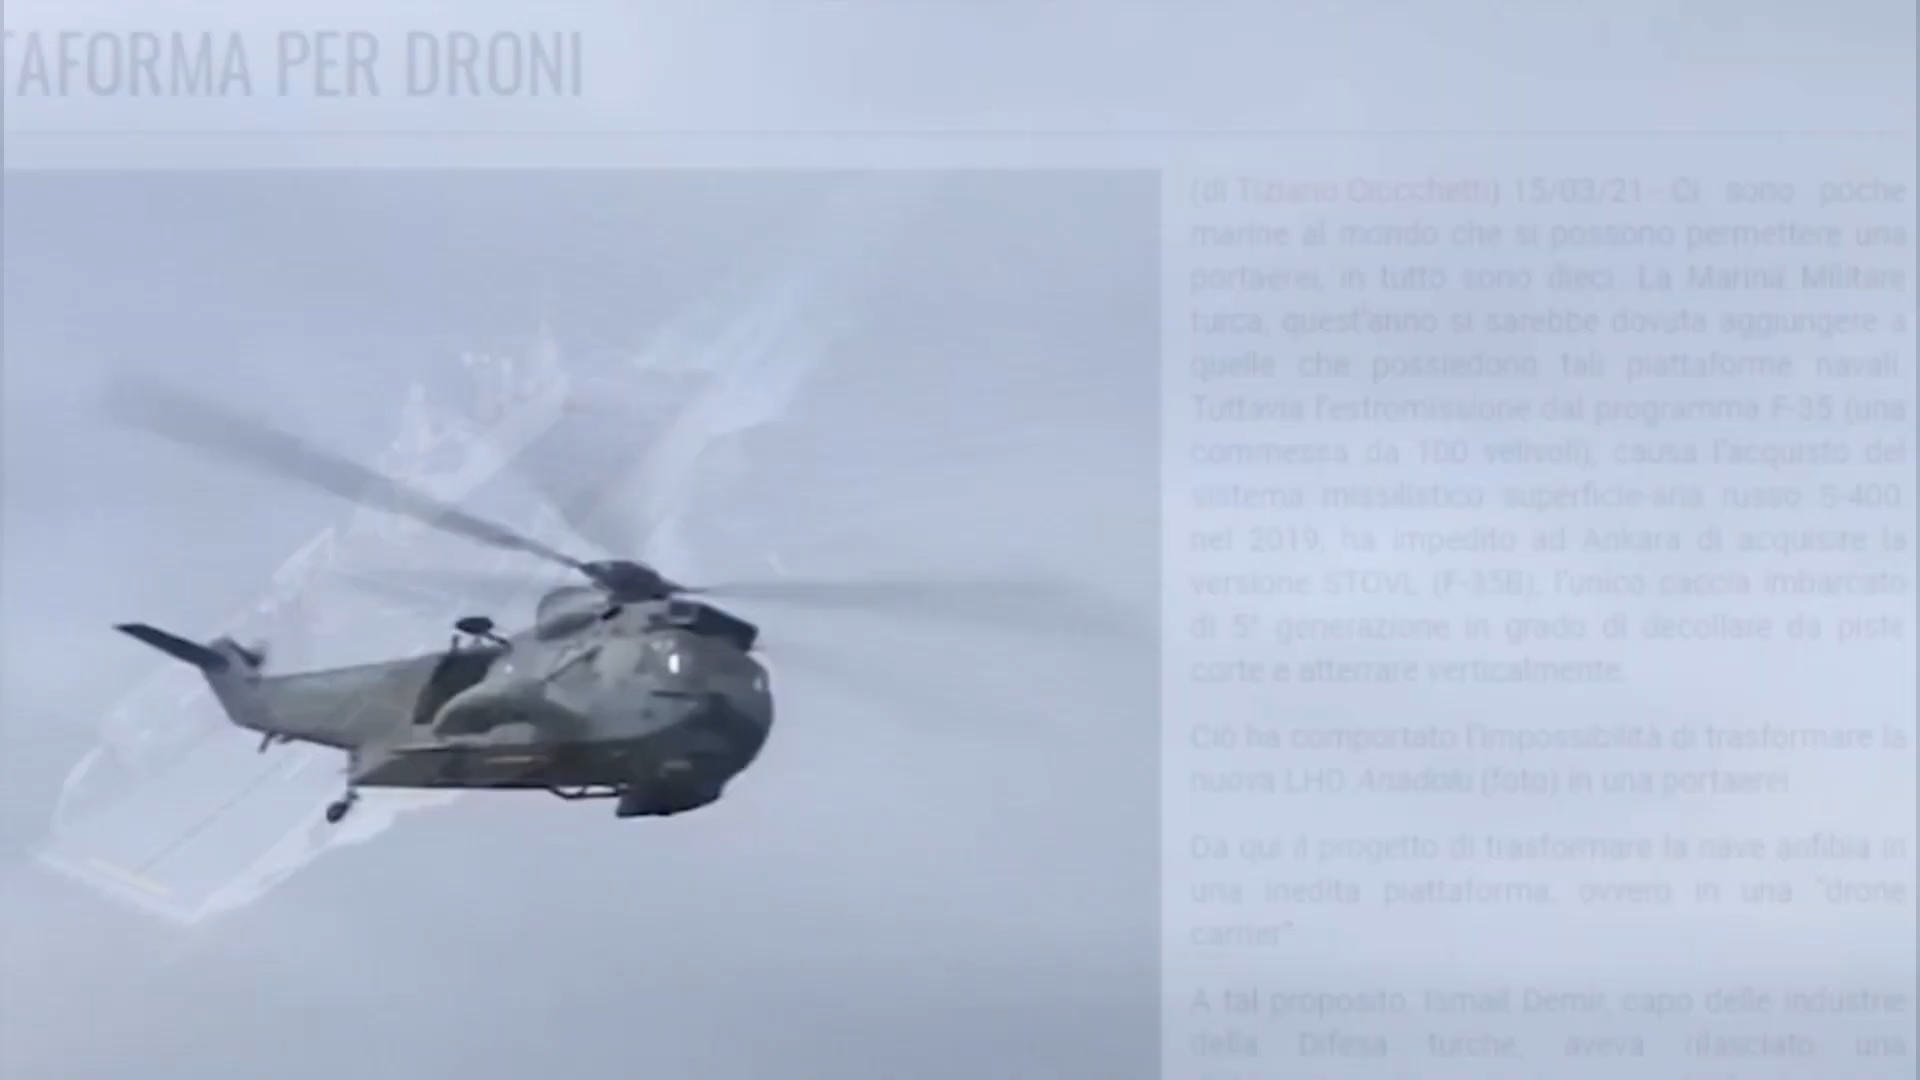 TAFORMA PER DRONI
(di Tiziano Ciocchetti) 15/03/21 - Ci sono poche
marine al mondo che si possono permettere una
portaerei, in tutto sono dieci. La Marina Militare
turca, quest'anno si sarebbe dovuta aggiungere a
quelle che possiedono tali piattaforme navali.
Tuttavia l'estromissione dal programma F-35 (una
commessa da 100 velivoli), causa l'acquisto del
sistema missilistico superficie-aria russo S-400
nel 2019, ha impedito ad Ankara di acquisire la
versione STOVL (F-35B), l'unico caccia imbarcato
di 5ª generazione in grado di decollare da piste
corte e atterrare verticalmente.
Ciò ha comportato l'impossibilità di trasformare la
nuova LHD Anadolu (foto) in una portaerei.
Da qui il progetto di trasformare la nave anfibia in
una inedita piattaforma, ovvero in una "drone
carrier"
A tal proposito, Ismail Demir, capo delle industrie
della Difesa turche, aveva rilasciato una